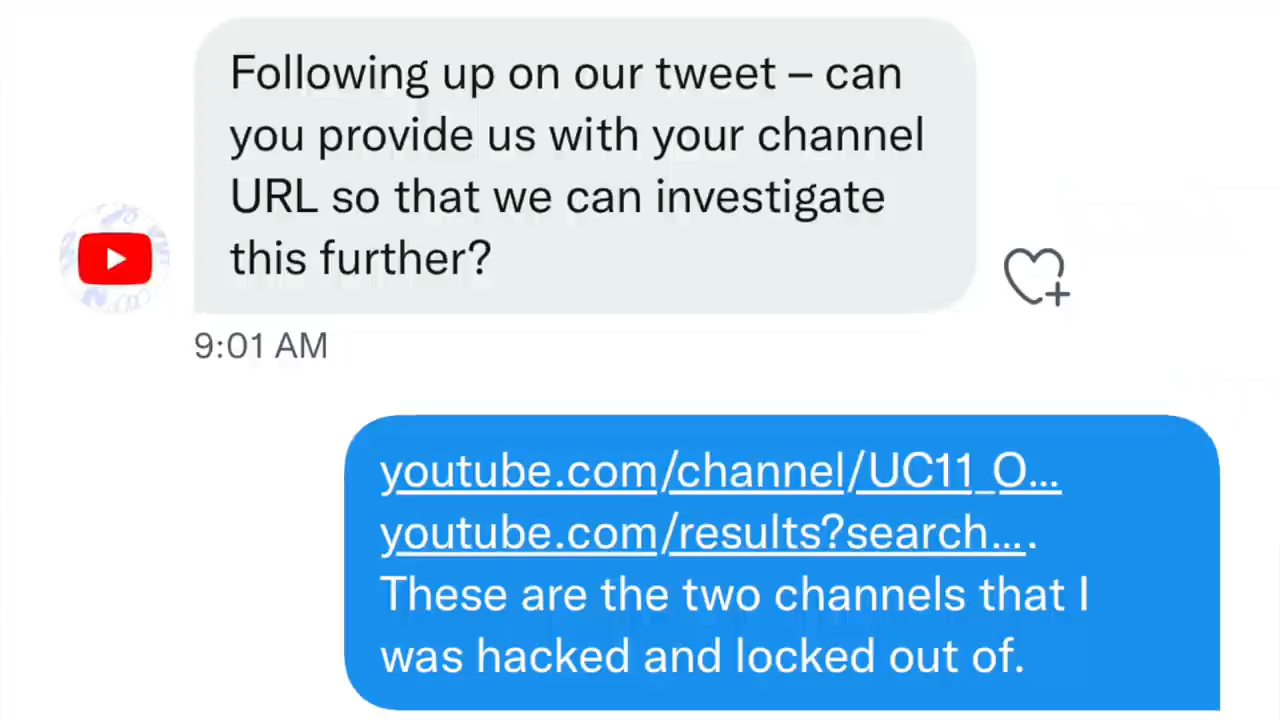 Following up on our tweet – can
you provide us with your channel
URL so that we can investigate
this further?
9:01 AM
youtube.com/channel/UC11_O...
youtube.com/results?search....
These are the two channels that I
was hacked and locked out of.